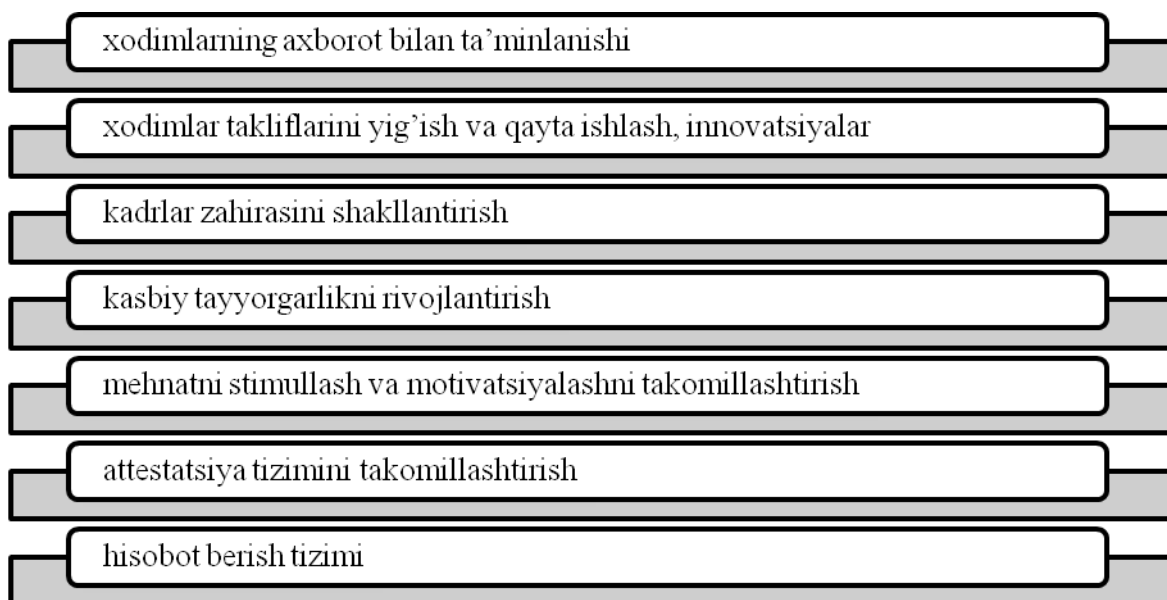 xodimlarning axborot bilan ta’minlanishi
xodimlar takliflarini yig’ish va qayta ishlash, innovatsiyalar
kadrlar zahirasini shakllantirish
kasbiy tayyorgarlikni rivojlantirish
mehnatni stimullash va motivatsiyalashni takomillashtirish
attestatsiya tizimini takomillashtirish
hisobot berish tizimi